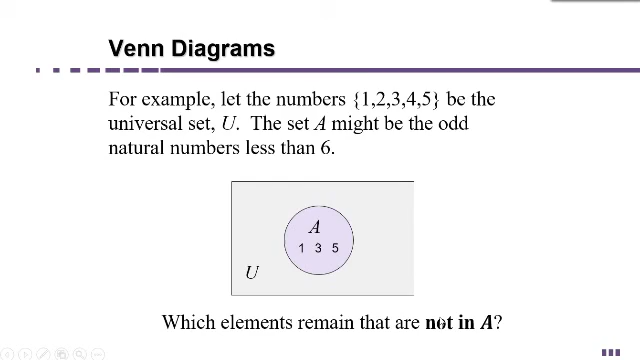 Venn Diagrams
For example, let the numbers {1,2,3,4,5} be the
universal set, U. The set A might be the odd
natural numbers less than 6.
A
1 3 5
U
Which elements remain that are not in A?